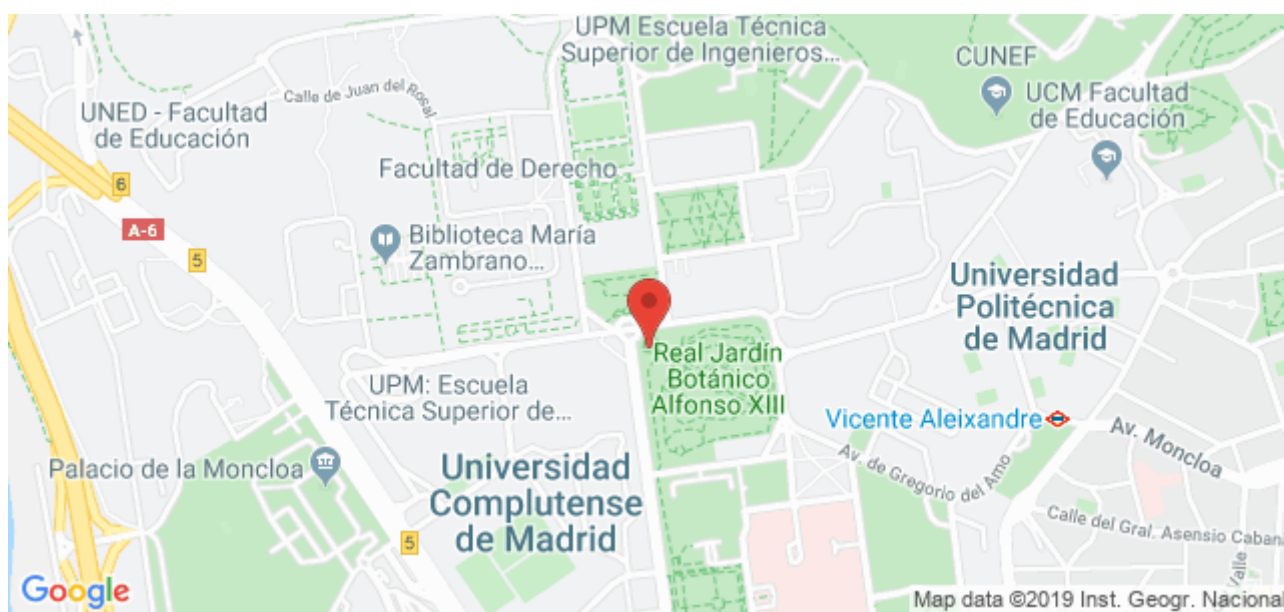 UPM Escuela Técnica
Superior de Ingenieros...
CUNEF
UCM Facultad
de Educación
UNED - Facultad
de Educación
Calle de Juan del Rosal
Facultad de Derecho
6
A-6
5
Biblioteca María
Zambrano...
Universidad
Politécnica
de Madrid
Real Jardín
Botánico
Alfonso XIII
UPM: Escuela
Técnica Superior de...
Vicente Aleixandre
Av. Moncloa
Av. de Gregorio del Amo
Palacio de la Moncloa
Universidad
Complutense
de Madrid
5
Calle del Gral. Asensio Cabani
Valle
Google
Map data ©2019 Inst. Geogr. Naciona